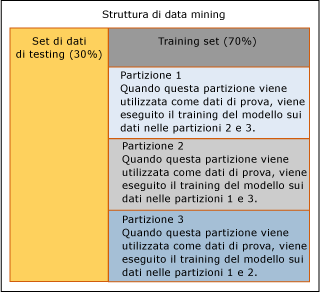 Struttura di data mining
Set di dati
di testing (30%)
Training set (70%)
Partizione 1
Quando questa partizione viene
utilizzata come dati di prova, viene
eseguito il training del modello sui
dati nelle partizioni 2 e 3.
Partizione 2
Quando questa partizione viene
utilizzata come dati di prova, viene
eseguito il training del modello sui
dati nelle partizioni 1 e 3.
Partizione 3
Quando questa partizione viene
utilizzata come dati di prova, viene
eseguito il training del modello sui
dati nelle partizioni 1 e 2.